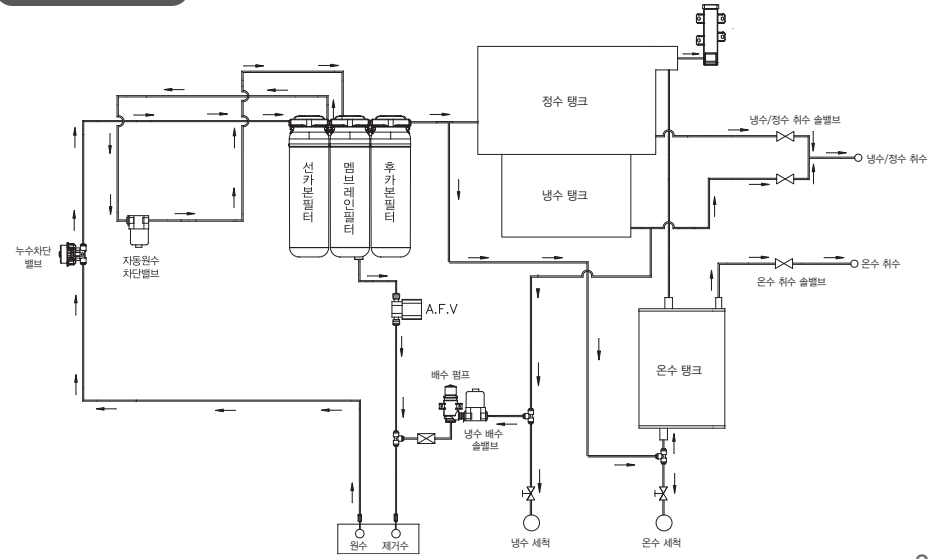 정수 탱크
냉수/정수 취수 솔밸브
냉수/정수 취수
선카본필터
멤브레인필터
후카본필터
냉수 탱크
누수차단
밸브
자동원수
차단밸브
온수 취수
온수 취수 솔밸브
A.F.V
온수 탱크
배수 펌프
냉수 배수
솔밸브
원수
제거수
냉수 세척
온수 세척